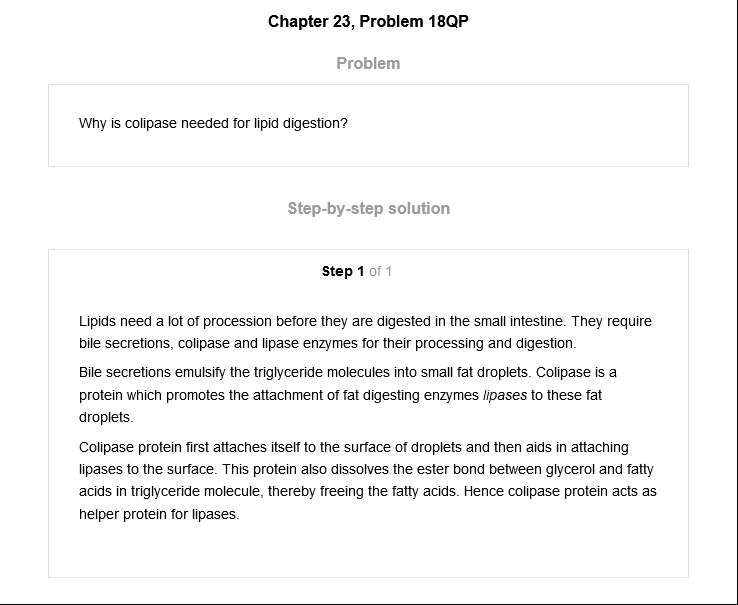 Chapter 23, Problem 18QP
Problem
Why is colipase needed for lipid digestion?
Step-by-step solution
Step 1 of 1
Lipids need a lot of procession before they are digested in the small intestine. They require
bile secretions, colipase and lipase enzymes for their processing and digestion.
Bile secretions emulsify the triglyceride molecules into small fat droplets. Colipase is a
protein which promotes the attachment of fat digesting enzymes lipases to these fat
droplets.
Colipase protein first attaches itself to the surface of droplets and then aids in attaching
lipases to the surface. This protein also dissolves the ester bond between glycerol and fatty
acids in triglyceride molecule, thereby freeing the fatty acids. Hence colipase protein acts as
helper protein for lipases.